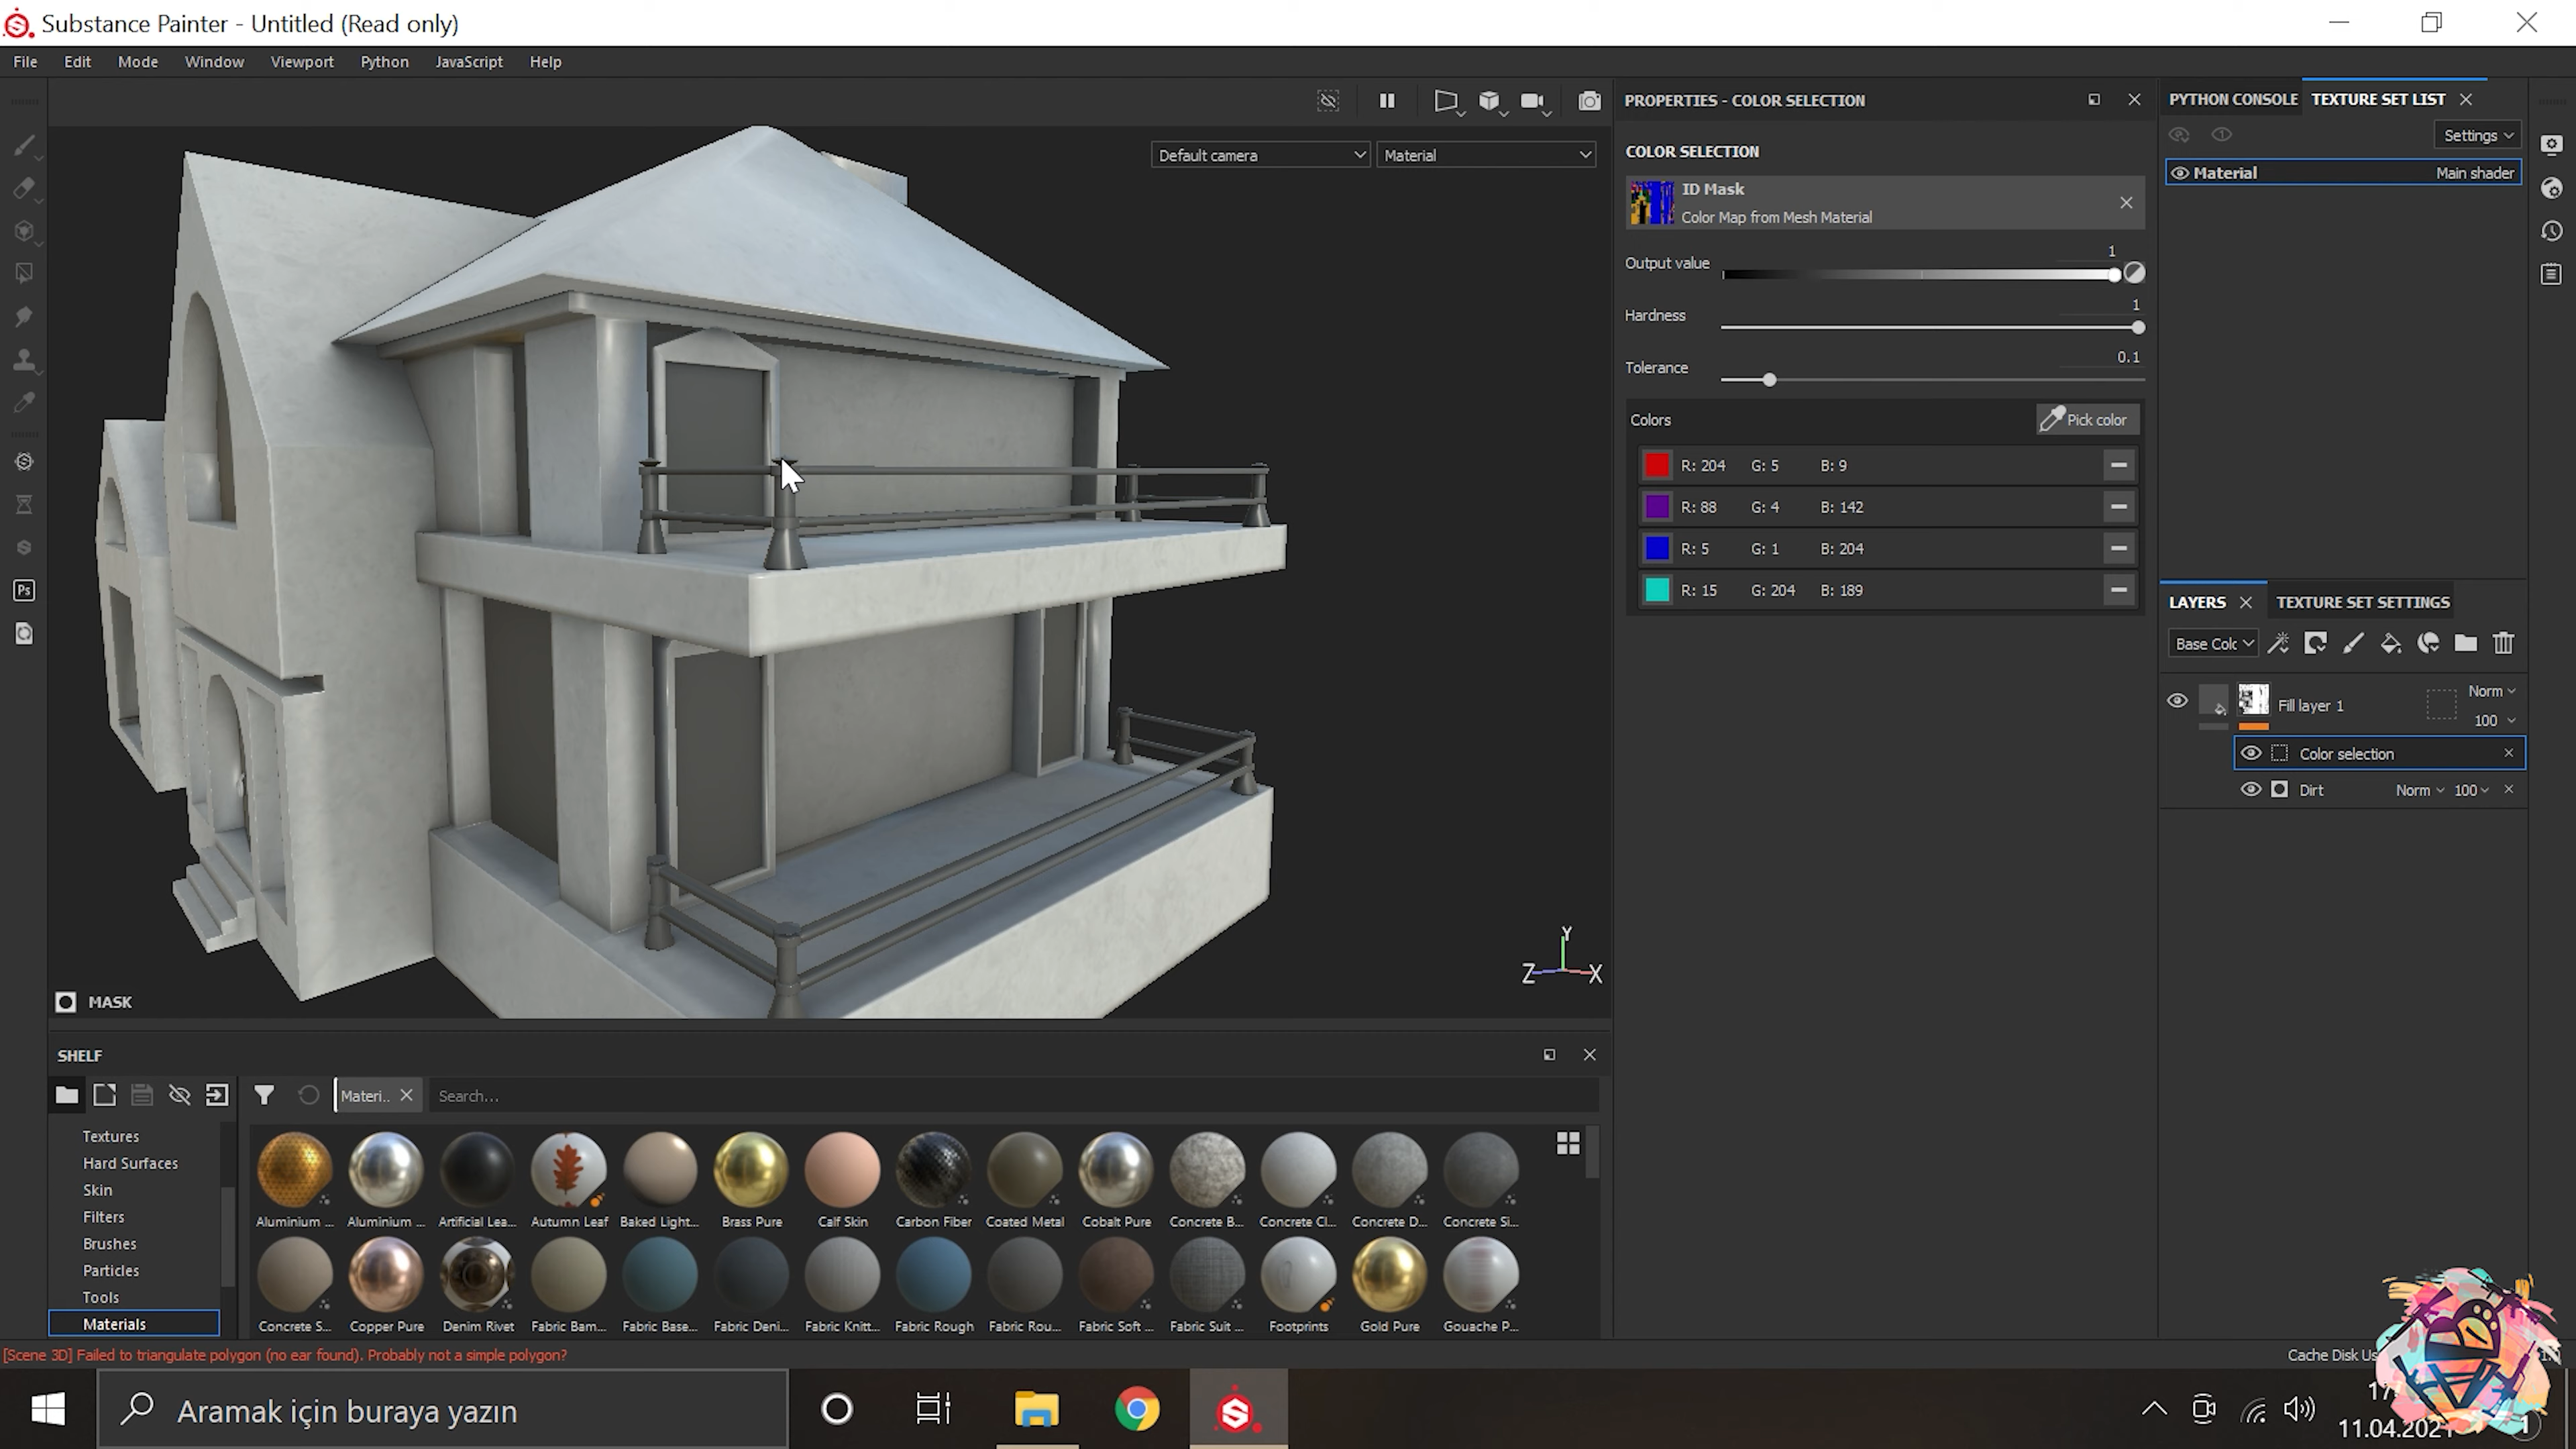 Substance Painter - Untitled (Read only)
File Edit Mode Window Viewport Python JavaScript Help
Default camera Material
PROPERTIES - COLOR SELECTION
COLOR SELECTION
ID Mask
Color Map from Mesh Material
Output value 1
Hardness 1
Tolerance 0.1
Colors Pick color
R: 204 G: 5 B: 9
R: 88 G: 4 B: 142
R: 5 G: 1 B: 204
R: 15 G: 204 B: 189
PYTHON CONSOLE TEXTURE SET LIST
Settings
Material Main shader
LAYERS TEXTURE SET SETTINGS
Base Colc
Fill layer 1 Norm
100
Color selection
Dirt Norm 100
Ps
Y
Z X
MASK
SHELF
Materi.. Search...
Textures
Hard Surfaces
Skin
Filters
Brushes
Particles
Tools
Materials
Aluminium ... Aluminium ... Artificial Lea... Autumn Leaf Baked Light... Brass Pure Calf Skin Carbon Fiber Coated Metal Cobalt Pure Concrete B... Concrete Cl... Concrete D... Concrete Si...
Concrete S... Copper Pure Denim Rivet Fabric Bam... Fabric Base... Fabric Deni... Fabric Knitt... Fabric Rough Fabric Rou... Fabric Soft ... Fabric Suit ... Footprints Gold Pure Gouache P...
[Scene 3D] Failed to triangulate polygon (no ear found). Probably not a simple polygon?
Cache Disk
Aramak için buraya yazın